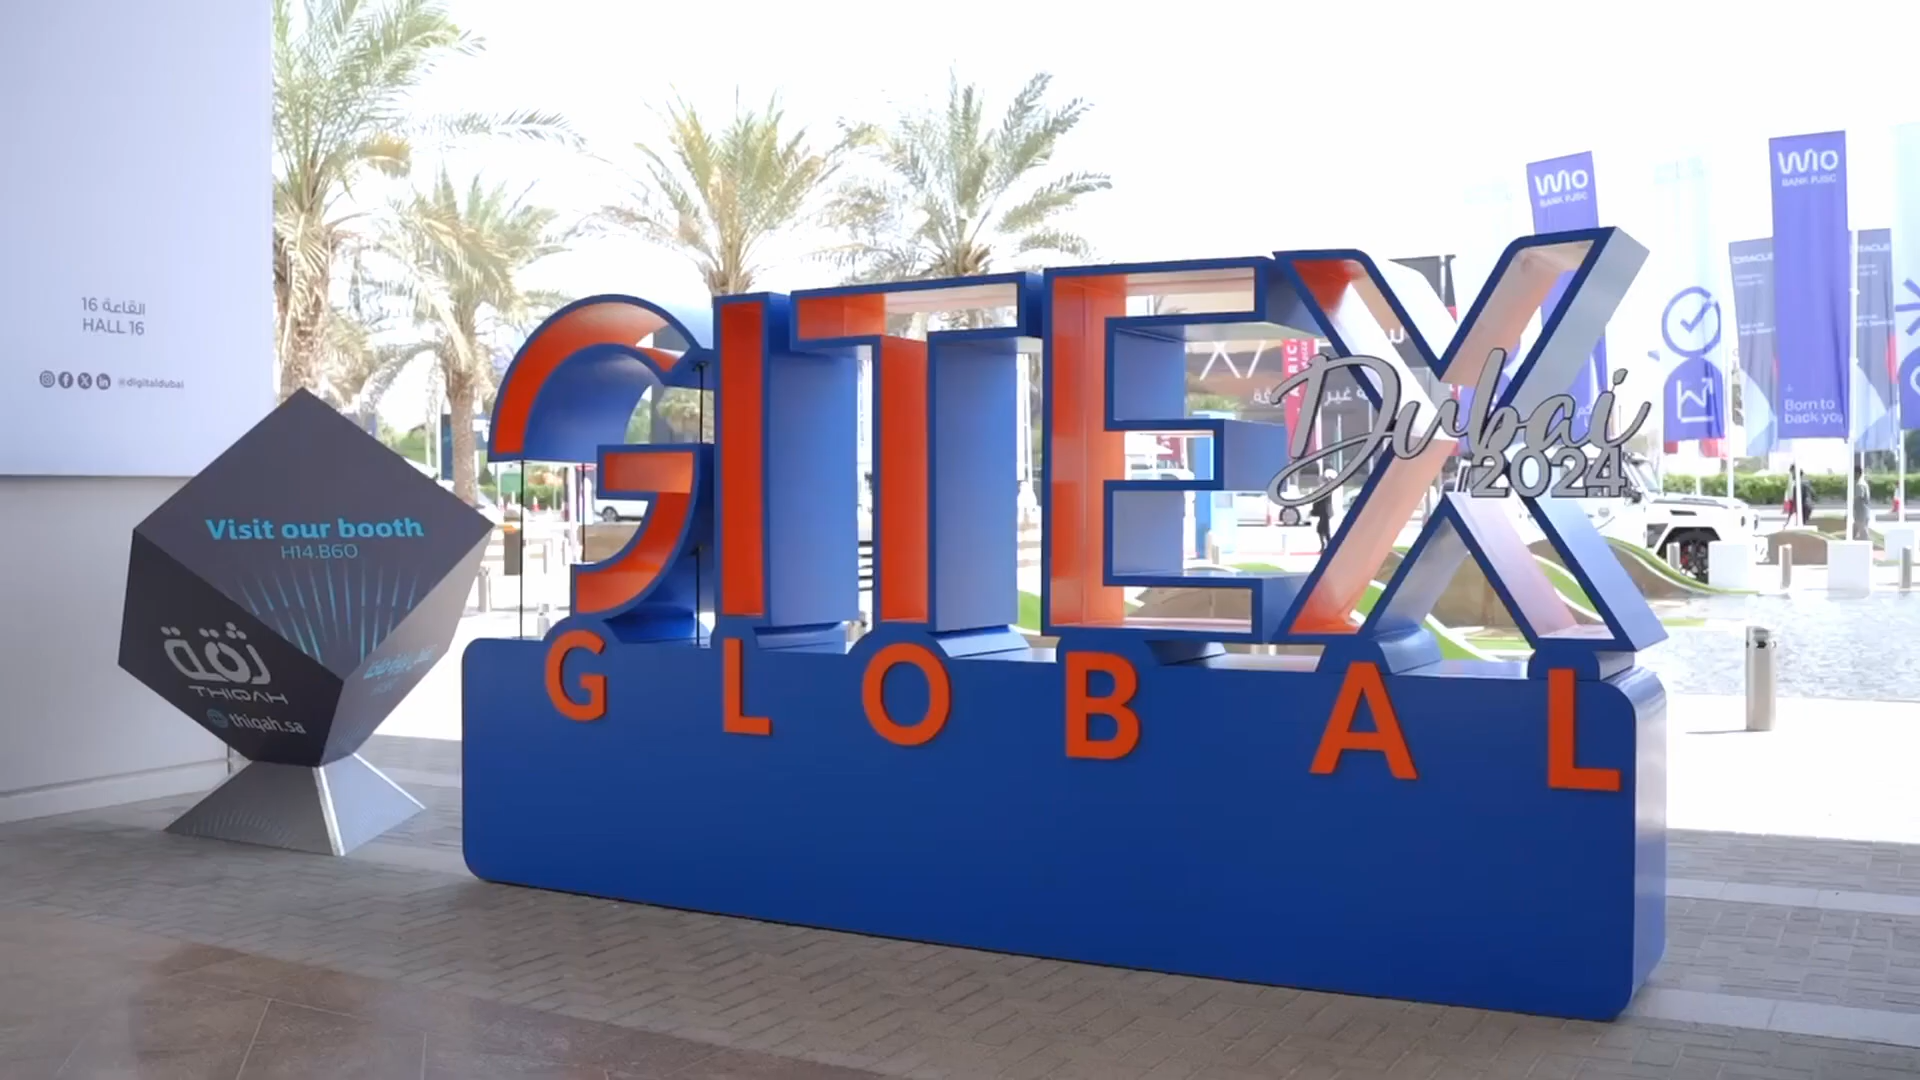 القاعة 16
HALL 16
@digitaldubai
Visit our booth
H14.B60
ثقة
THIQAH
thiqah.sa
GITEX
Dubai
2024
GLOBAL
WIO
BANK PJSC
WIO
BANK PJSC
Born to
back you
ORACLE